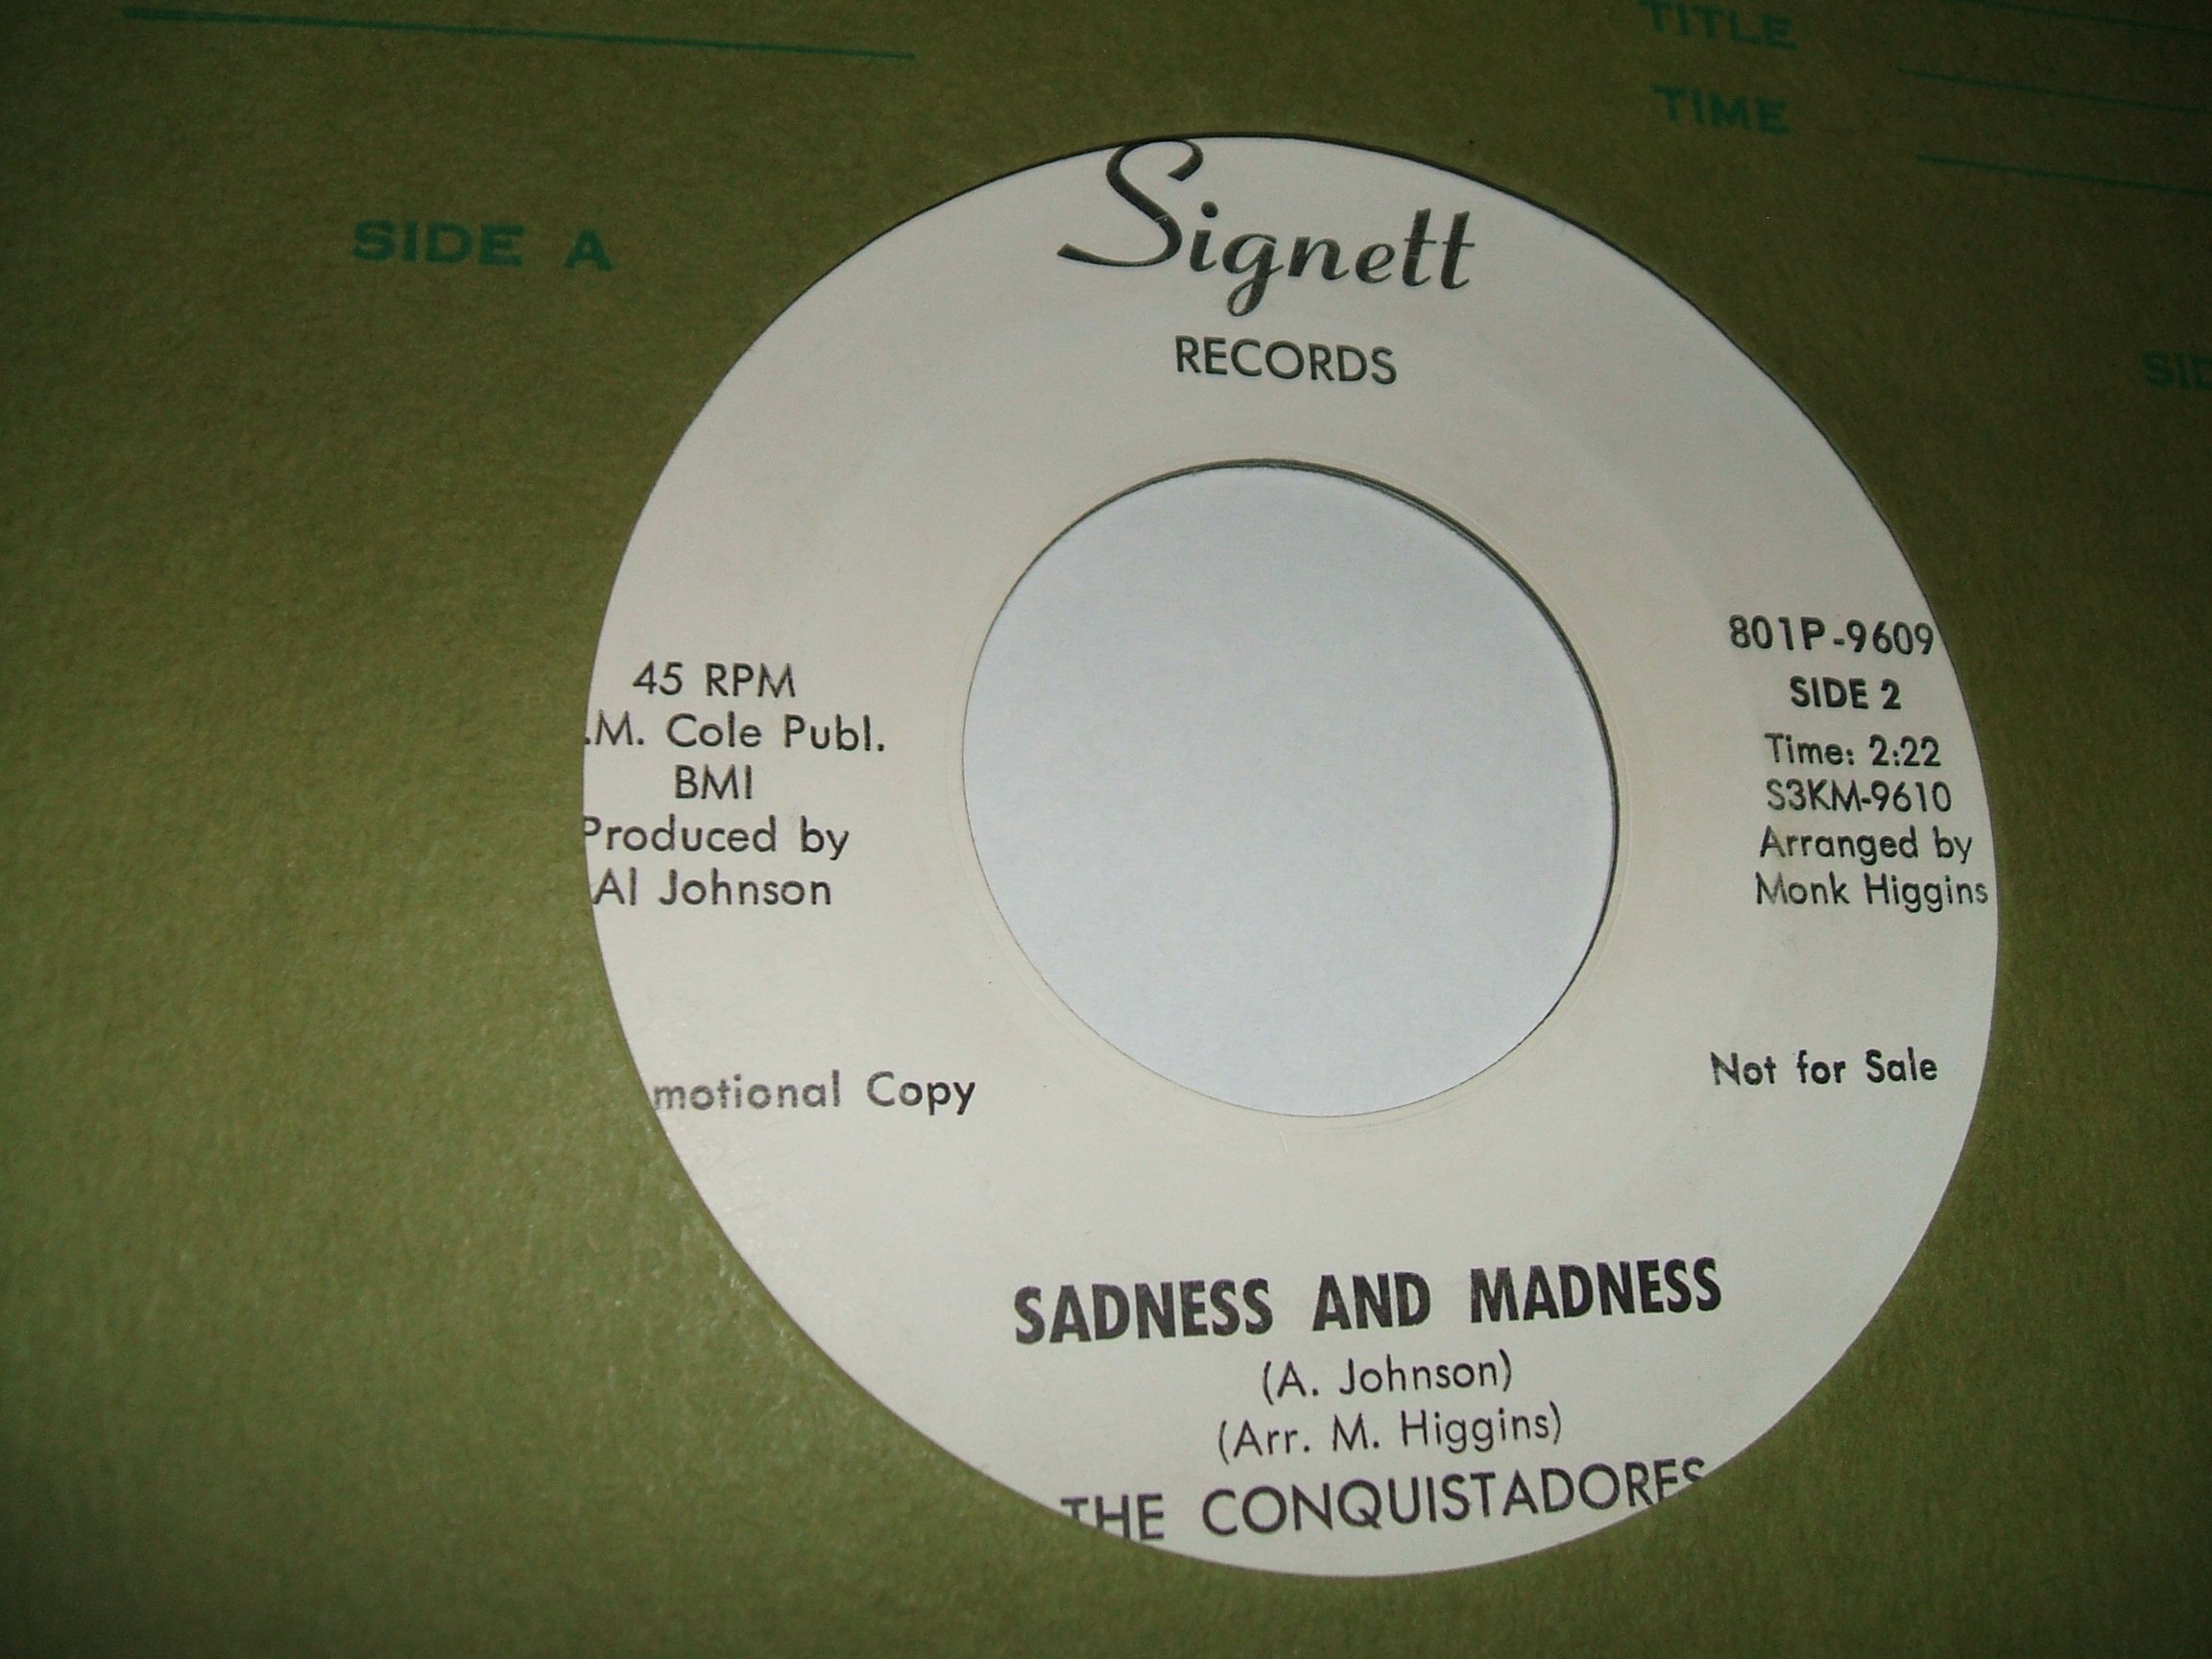 TITLE
TIME
SIDE A
Signett
RECORDS
45 RPM
.M. Cole Publ.
BMI
Produced by
Al Johnson
801P-9609
SIDE 2
Time: 2:22
S3KM-9610
Arranged by
Monk Higgins
motional Copy
Not for Sale
SADNESS AND MADNESS
(A. Johnson)
(Arr. M. Higgins)
THE CONQUISTADORES